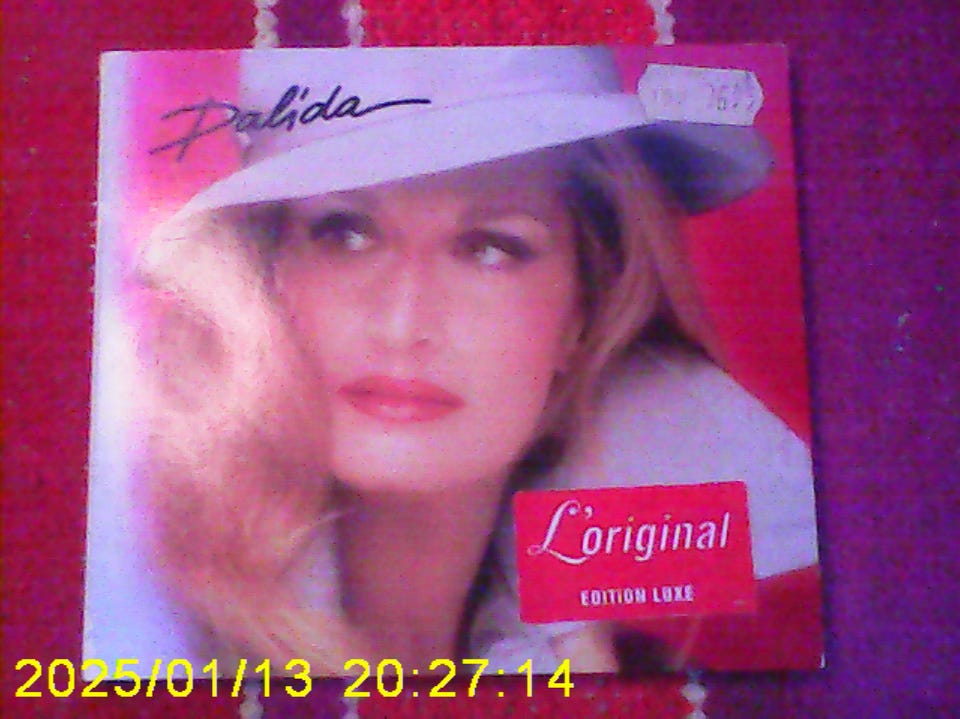 Dalida
L'original
EDITION LUXE
2025/01/13 20:27:14